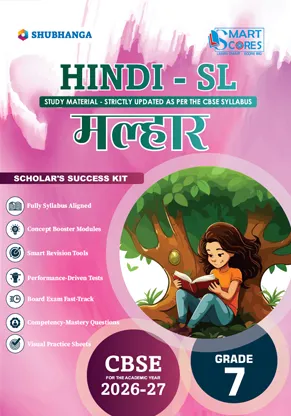 SHUBHANGA
SMART
SCORES
HINDI - SL
STUDY MATERIAL - STRICTLY UPDATED AS PER THE CBSE SYLLABUS
मल्हार
SCHOLAR'S SUCCESS KIT
Fully Syllabus Aligned
Concept Booster Modules
Smart Revision Tools
Performance-Driven Tests
Board Exam Fast-Track
Competency-Mastery Questions
Visual Practice Sheets
CBSE
FOR THE ACADEMIC YEAR
2026-27
GRADE
7